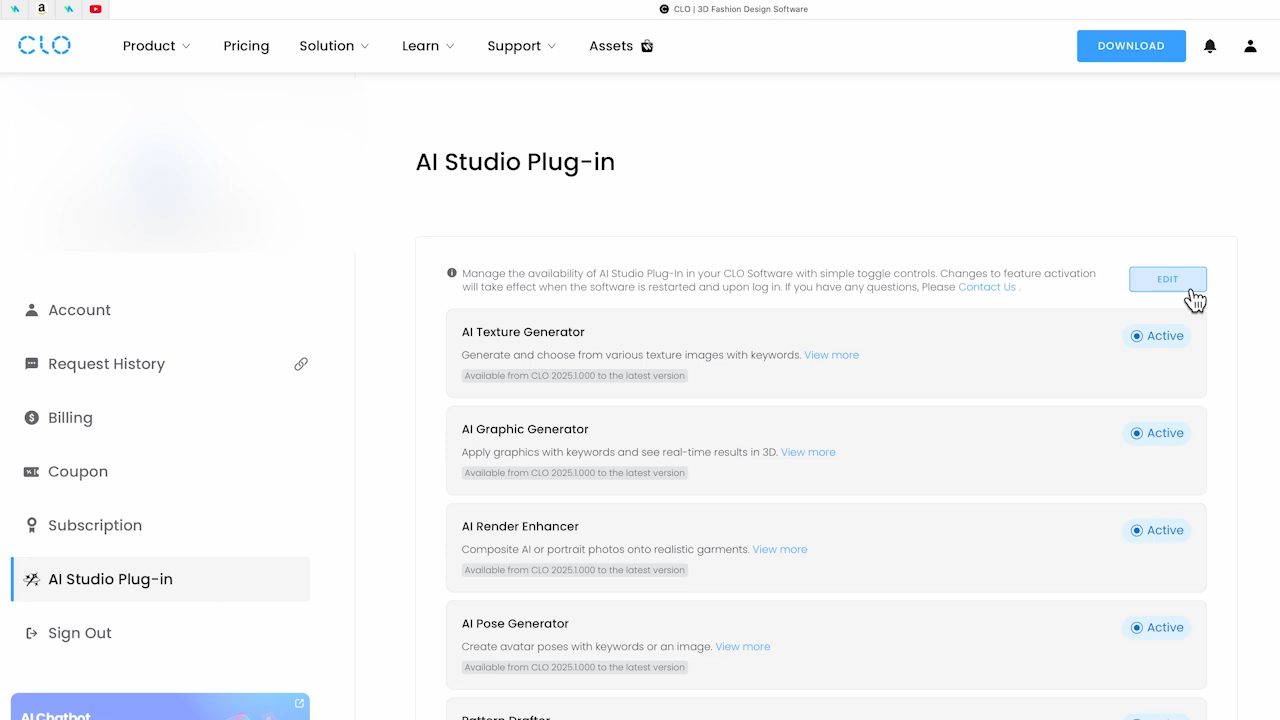 CLO | 3D Fashion Design Software
CLO
Product
Pricing
Solution
Learn
Support
Assets
DOWNLOAD
AI Studio Plug-in
Manage the availability of AI Studio Plug-In in your CLO Software with simple toggle controls. Changes to feature activation
will take effect when the software is restarted and upon log in. If you have any questions, Please Contact Us .
EDIT
AI Texture Generator
Active
Generate and choose from various texture images with keywords. View more
Available from CLO 2025.1.000 to the latest version
AI Graphic Generator
Active
Apply graphics with keywords and see real-time results in 3D. View more
Available from CLO 2025.1.000 to the latest version
AI Render Enhancer
Active
Composite AI or portrait photos onto realistic garments. View more
Available from CLO 2025.1.000 to the latest version
AI Pose Generator
Active
Create avatar poses with keywords or an image. View more
Available from CLO 2025.1.000 to the latest version
Pattern Drafter
Account
Request History
Billing
Coupon
Subscription
AI Studio Plug-in
Sign Out
AI Chatbot